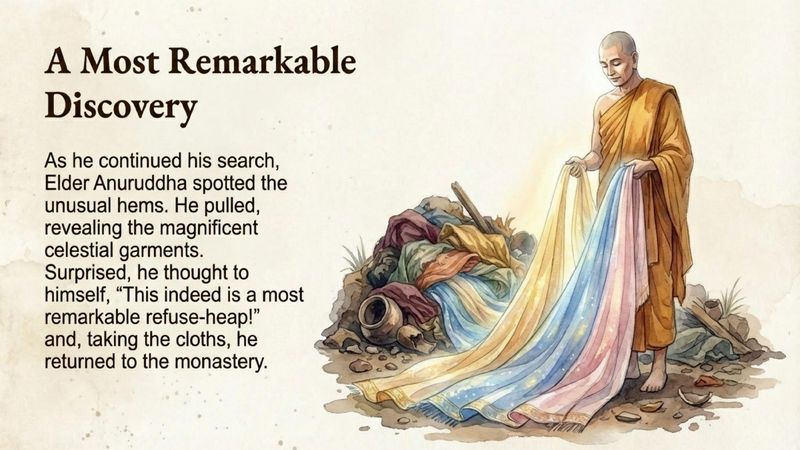 A Most Remarkable
Discovery
As he continued his search,
Elder Anuruddha spotted the
unusual hems. He pulled,
revealing the magnificent
celestial garments.
Surprised, he thought to
himself, “This indeed is a most
remarkable refuse-heap!”
and, taking the cloths, he
returned to the monastery.